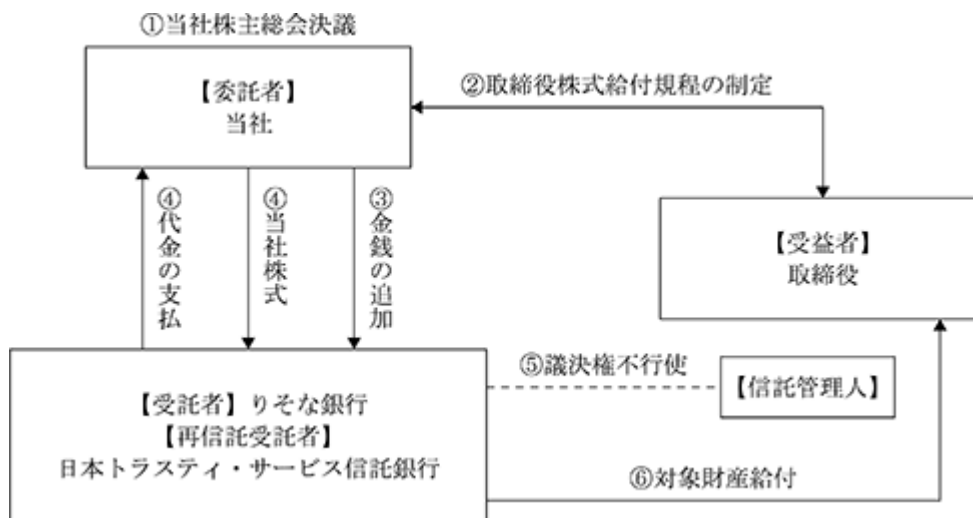 ①当社株主総会決議
【委託者】
当社
②取締役株式給付規程の制定
④代金の支払
④当社株式
③金銭の追加
【受益者】
取締役
⑤議決権不行使
【信託管理人】
【受託者】りそな銀行
【再信託受託者】
日本トラスティ・サービス信託銀行
⑥対象財産給付